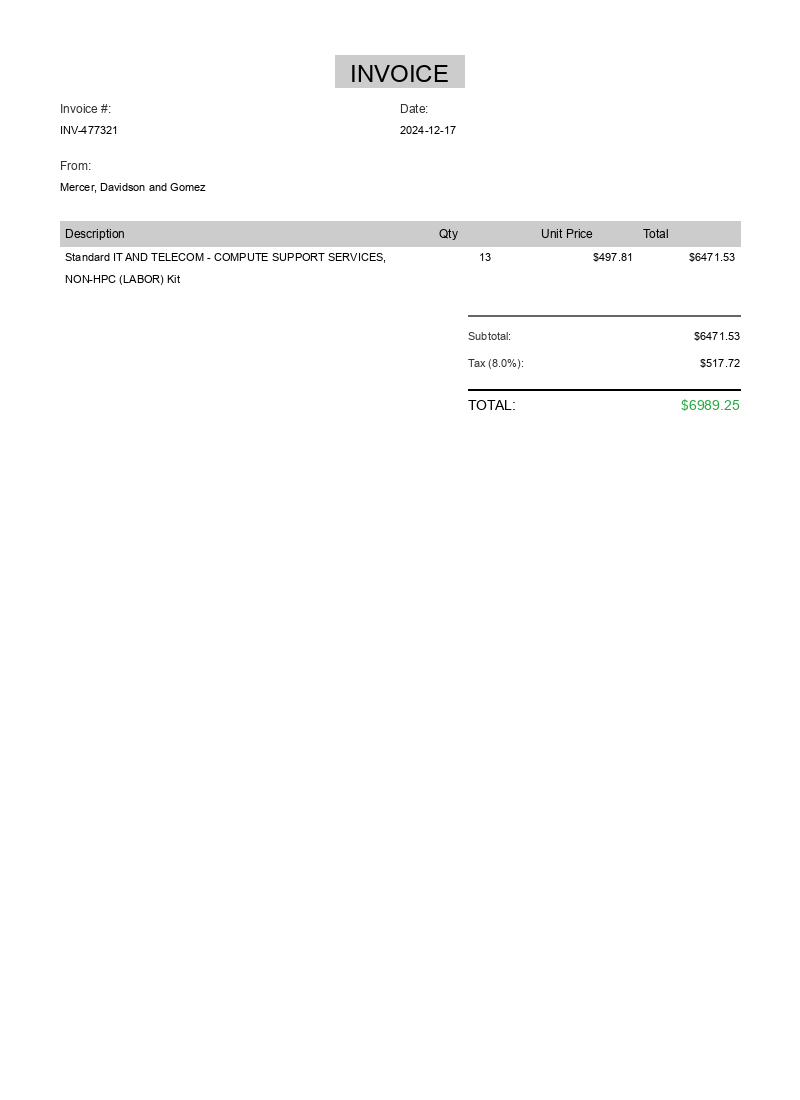 INVOICE
Invoice #: Date:
INV-477321 2024-12-17
From:
Mercer, Davidson and Gomez
Description Qty Unit Price Total
Standard IT AND TELECOM - COMPUTE SUPPORT SERVICES, 13 $497.81 $6471.53
NON-HPC (LABOR) Kit
Subtotal: $6471.53
Tax (8.0%): $517.72
TOTAL: $6989.25